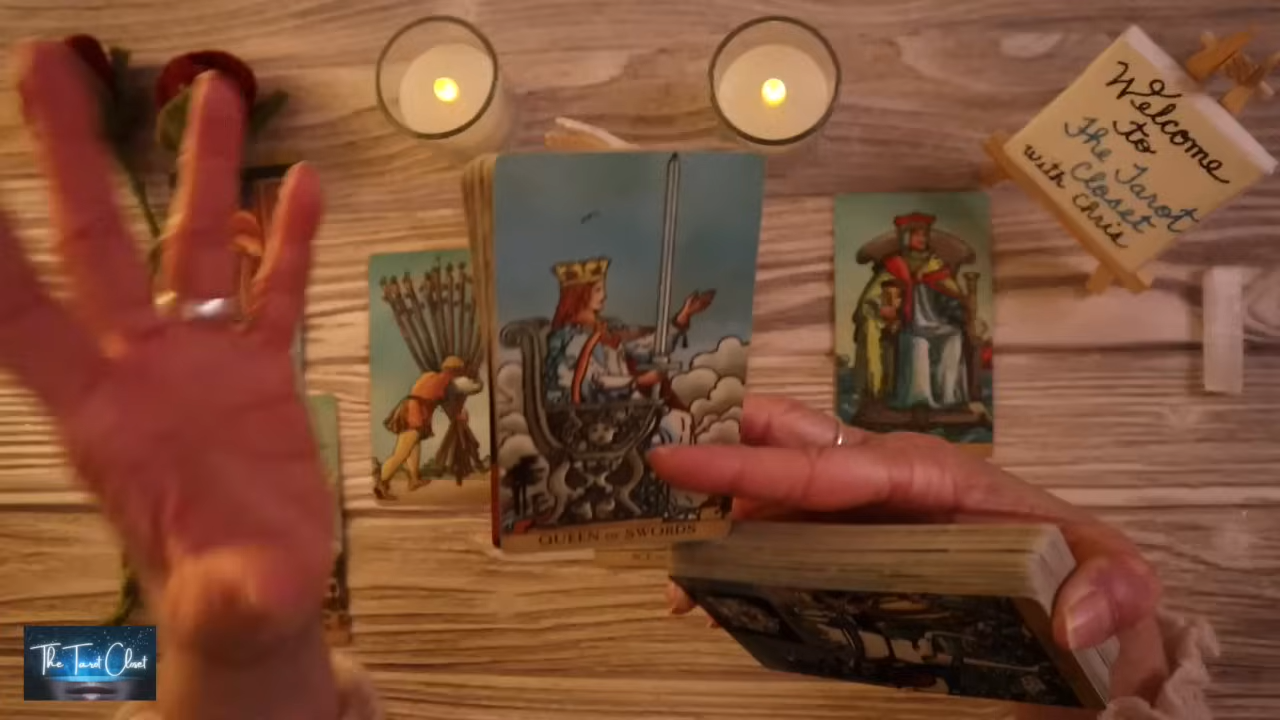 Welcome
to
The Tarot
Closet
with Chris
QUEEN OF SWORDS
The Tarot Closet